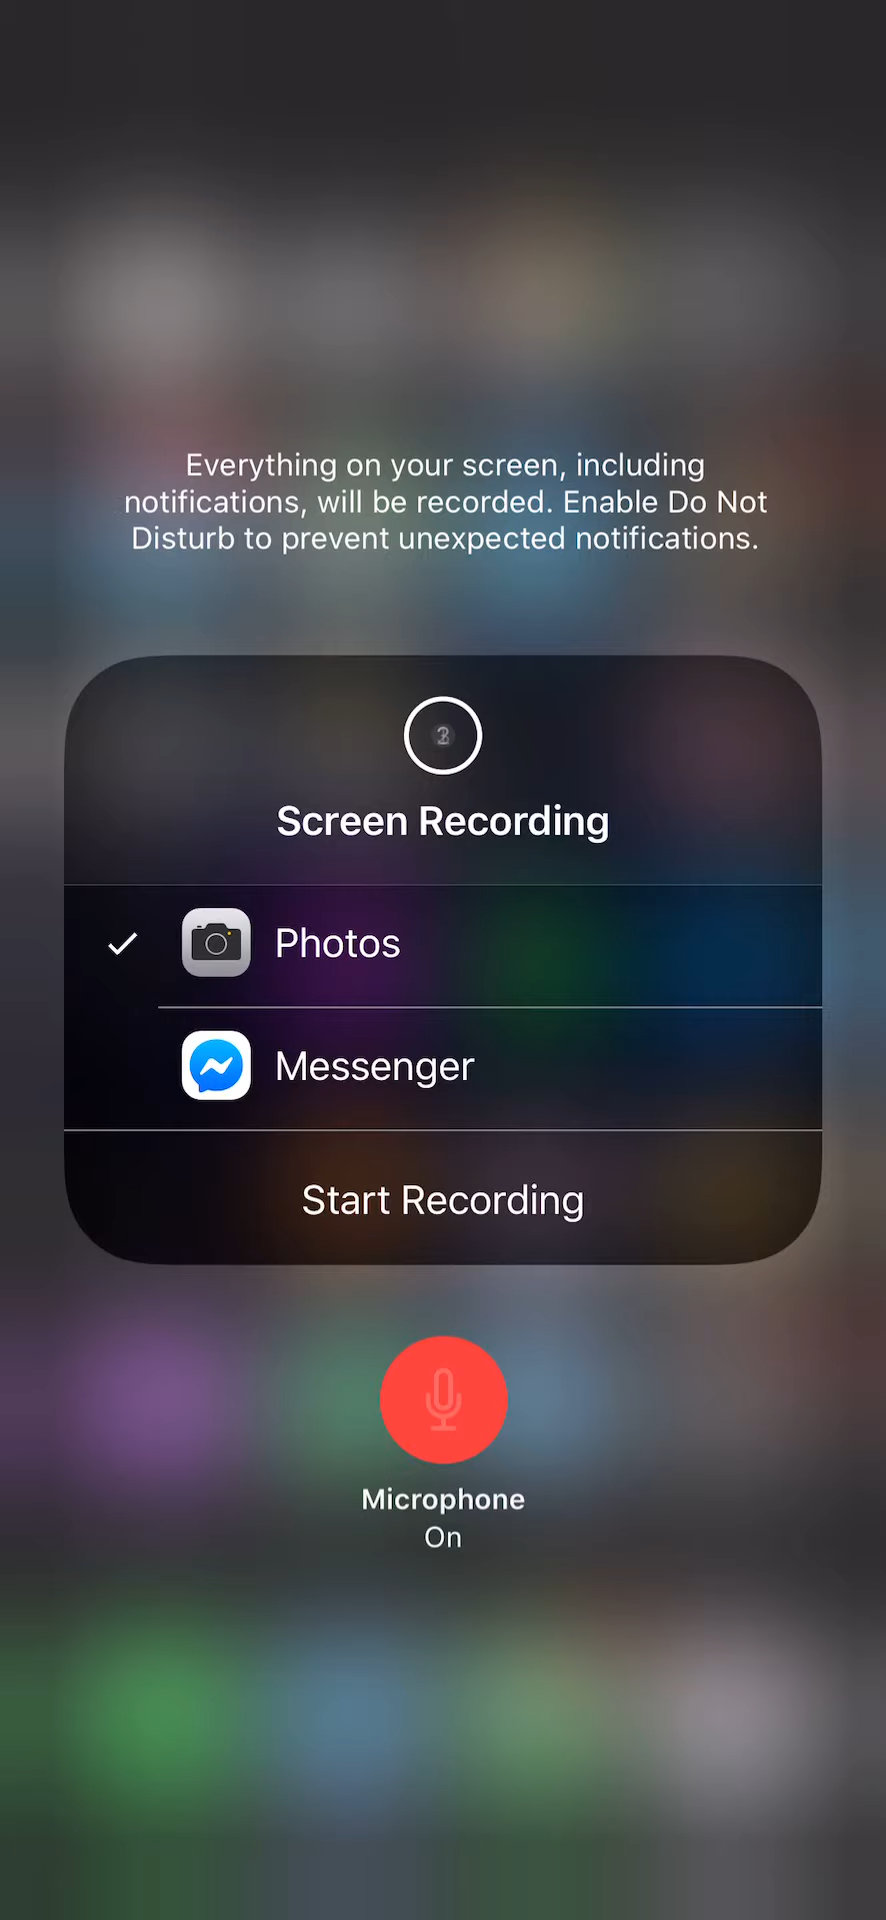 Everything on your screen, including
notifications, will be recorded. Enable Do Not
Disturb to prevent unexpected notifications.
Screen Recording
Photos
Messenger
Start Recording
Microphone
On